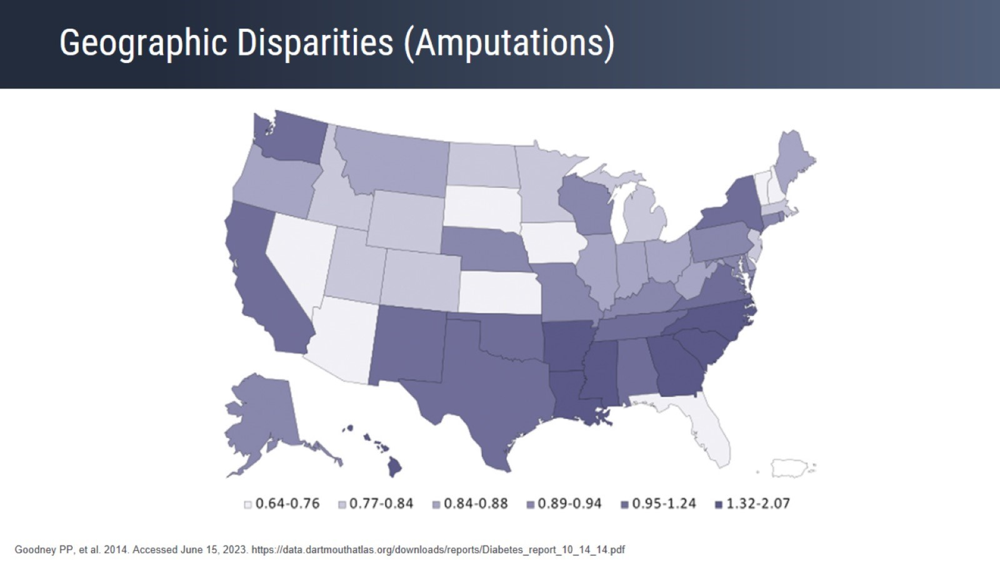 Geographic Disparities (Amputations)
0.64-0.76 0.77-0.84 0.84-0.88 0.89-0.94 0.95-1.24 1.32-2.07
Goodney PP, et al. 2014. Accessed June 15, 2023. https://data.dartmouthatlas.org/downloads/reports/Diabetes_report_10_14_14.pdf